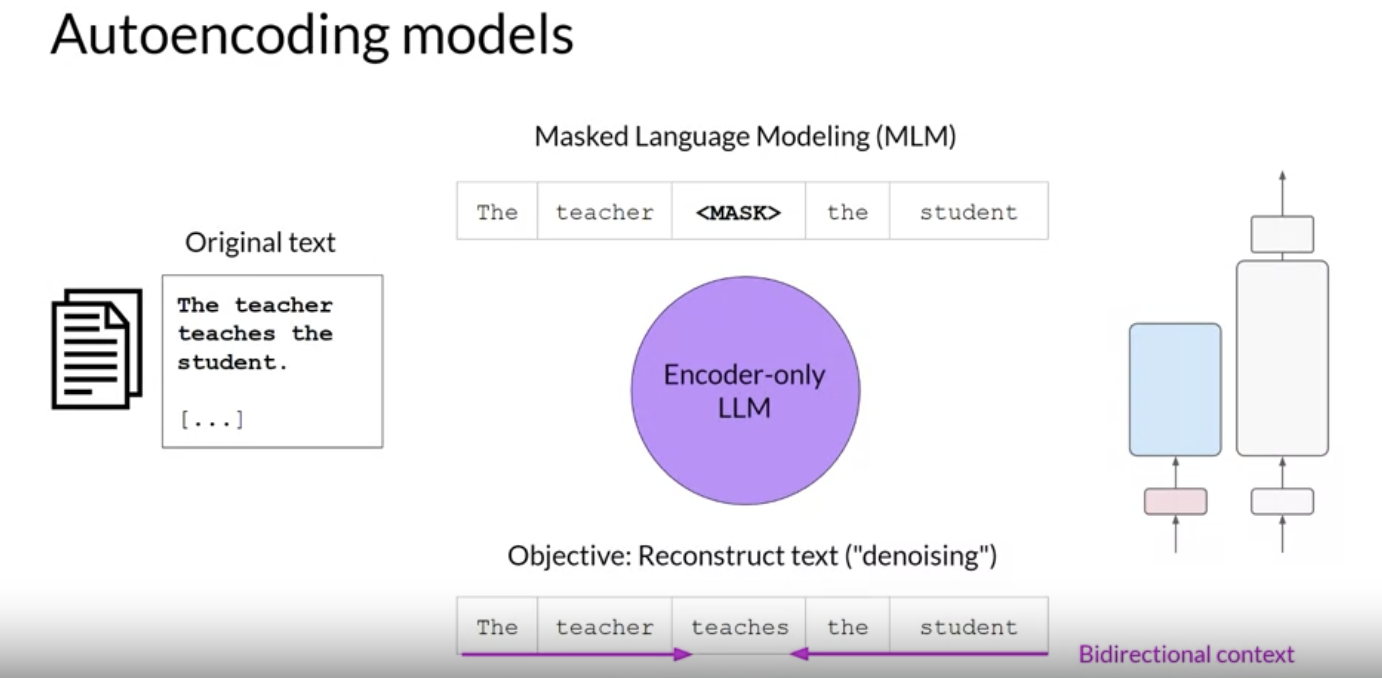 Autoencoding models
Masked Language Modeling (MLM)
The teacher <MASK> the student
Original text
The teacher
teaches the
student.
[...]
Encoder-only
LLM
Objective: Reconstruct text ("denoising")
The teacher teaches the student
Bidirectional context